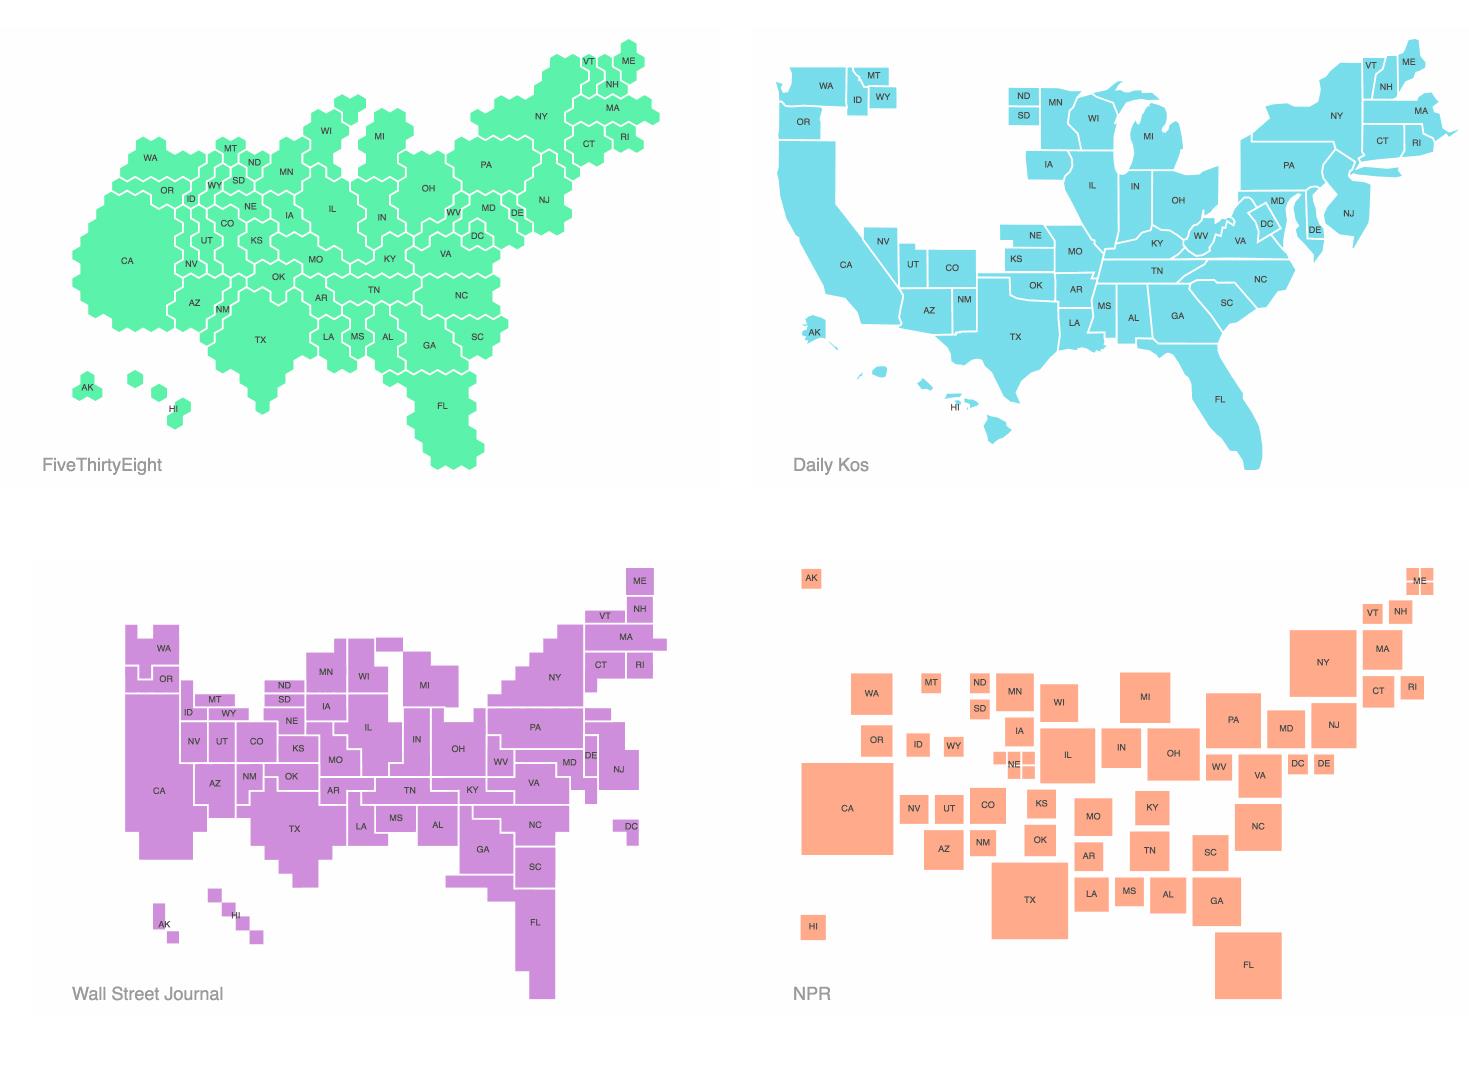 VT
ME
NH
NY
MA
WI
MI
CT
RI
WA
MT
ND
MN
PA
OR
ID
WY
SD
OH
NE
IA
IL
IN
WV
MD
DE
NJ
CO
UT
KS
DC
CA
NV
MO
KY
VA
OK
AZ
NM
AR
TN
NC
TX
LA
MS
AL
GA
SC
AK
HI
FL
FiveThirtyEight
VT
ME
WA
MT
ID
WY
ND
MN
NH
SD
WI
NY
MA
OR
MI
CT
RI
IA
IL
IN
PA
OH
MD
NJ
DC
DE
NV
NE
MO
KY
WV
VA
CA
UT
CO
KS
TN
NC
AZ
NM
OK
AR
MS
SC
AK
TX
LA
AL
GA
HI
FL
Daily Kos
ME
NH
VT
WA
MA
OR
MN
WI
CT
RI
ND
MI
NY
ID
MT
SD
WY
IA
NE
IL
PA
NV
UT
CO
KS
IN
OH
MO
WV
MD
DE
NJ
CA
AZ
NM
OK
AR
TN
KY
VA
TX
LA
MS
AL
NC
DC
GA
SC
AK
HI
FL
Wall Street Journal
AK
ME
VT
NH
NY
MA
WA
MT
ND
MN
MI
CT
RI
SD
WI
OR
ID
WY
IA
IL
IN
OH
PA
MD
NJ
NE
WV
VA
DC
DE
CA
NV
UT
CO
KS
MO
KY
NC
AZ
NM
OK
AR
TN
SC
TX
LA
MS
AL
GA
HI
FL
NPR